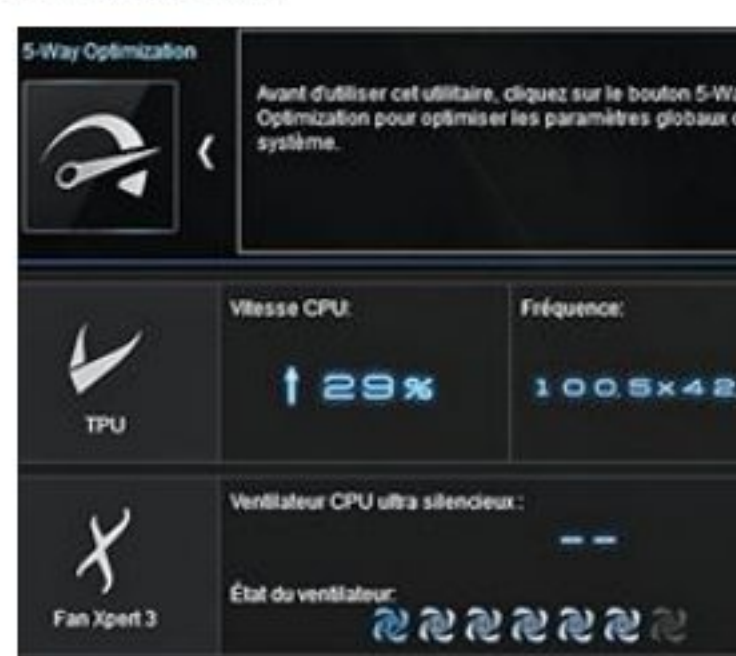 5-Way Optimization
Avant d'utiliser cet utilitaire, cliquez sur le bouton 5-Wa
Optimization pour optimiser les paramètres globaux
système.
Vitesse CPU:
Fréquence:
29%
100.5x42
TPU
Ventilateur CPU ultra silencieux :
--
État du ventilateur:
Fan Xpert 3